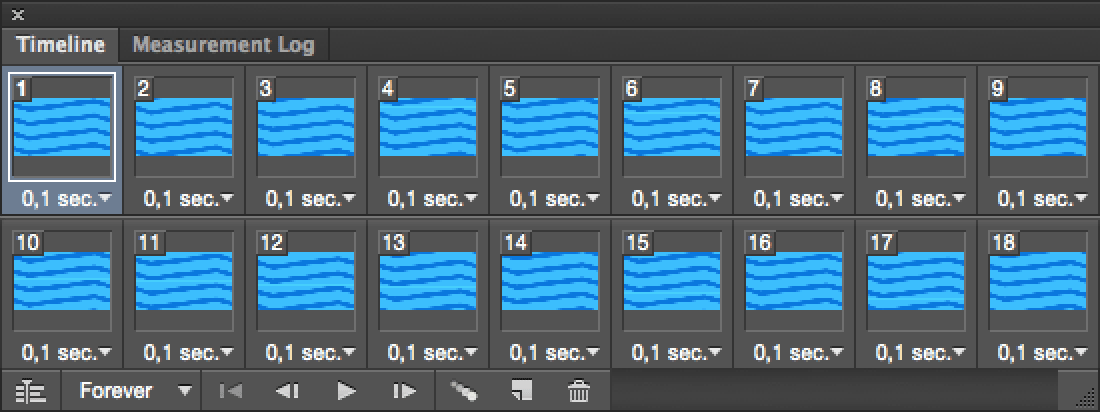 Timeline Measurement Log
1 2 3 4 5 6 7 8 9
0,1 sec. 0,1 sec. 0,1 sec. 0,1 sec. 0,1 sec. 0,1 sec. 0,1 sec. 0,1 sec. 0,1 sec.
10 11 12 13 14 15 16 17 18
0,1 sec. 0,1 sec. 0,1 sec. 0,1 sec. 0,1 sec. 0,1 sec. 0,1 sec. 0,1 sec. 0,1 sec.
Forever